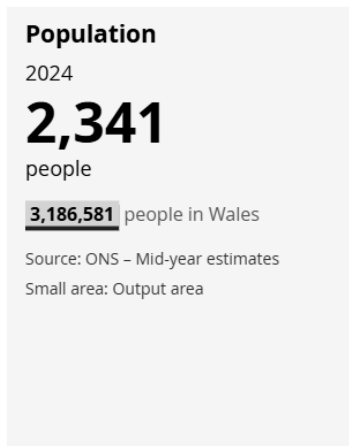 Population
2024
2,341
people
3,186,581 people in Wales
Source: ONS – Mid-year estimates
Small area: Output area